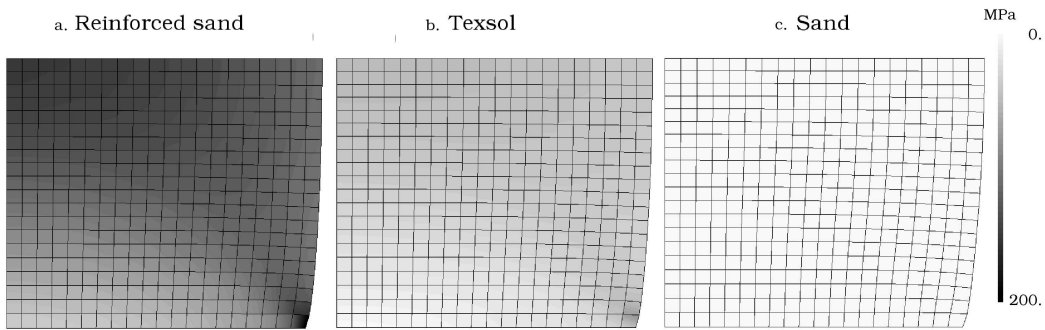 a. Reinforced sand
b. Texsol
c. Sand
MPa
0.
200.